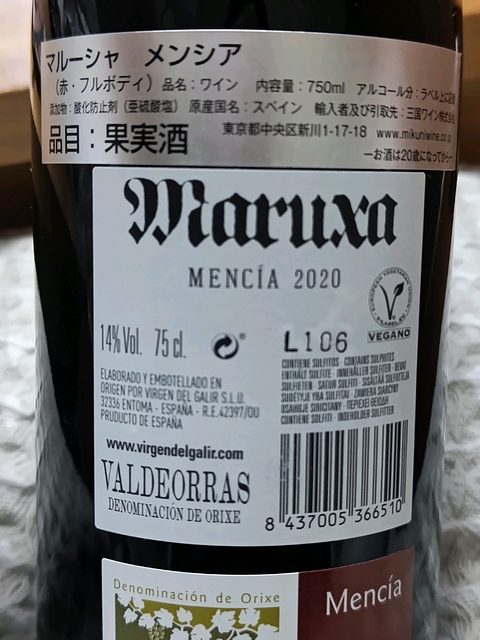 マルーシャ メンシア
(赤・フルボディ) 品名：ワイン 内容量：750ml アルコール分：ラベル上に記載
添加物：酸化防止剤（亜硫酸塩） 原産国名：スペイン 輸入者及び引取先：三国ワイン株式会社
品目：果実酒 東京都中央区新川1-17-18 www.mikuniwine.co.jp
―お酒は20歳になってから―
Maruxa
MENCÍA 2020
EUROPEAN VEGETARIAN UNION
V-LABEL.EU
VEGANO
14% Vol. 75 cl.
L106
ELABORADO Y EMBOTELLADO EN
ORIGEN POR VIRGEN DEL GALIR S.L.U.
32336 ENTOMA - ESPAÑA - R.E. 42397/OU
PRODUCTO DE ESPAÑA
CONTIENE SULFITOS - CONTAINS SULPHITES
www.virgendelgalir.com
VALDEORRAS
DENOMINACIÓN DE ORIXE
8 437005 366510
Denominación de Orixe
Mencía